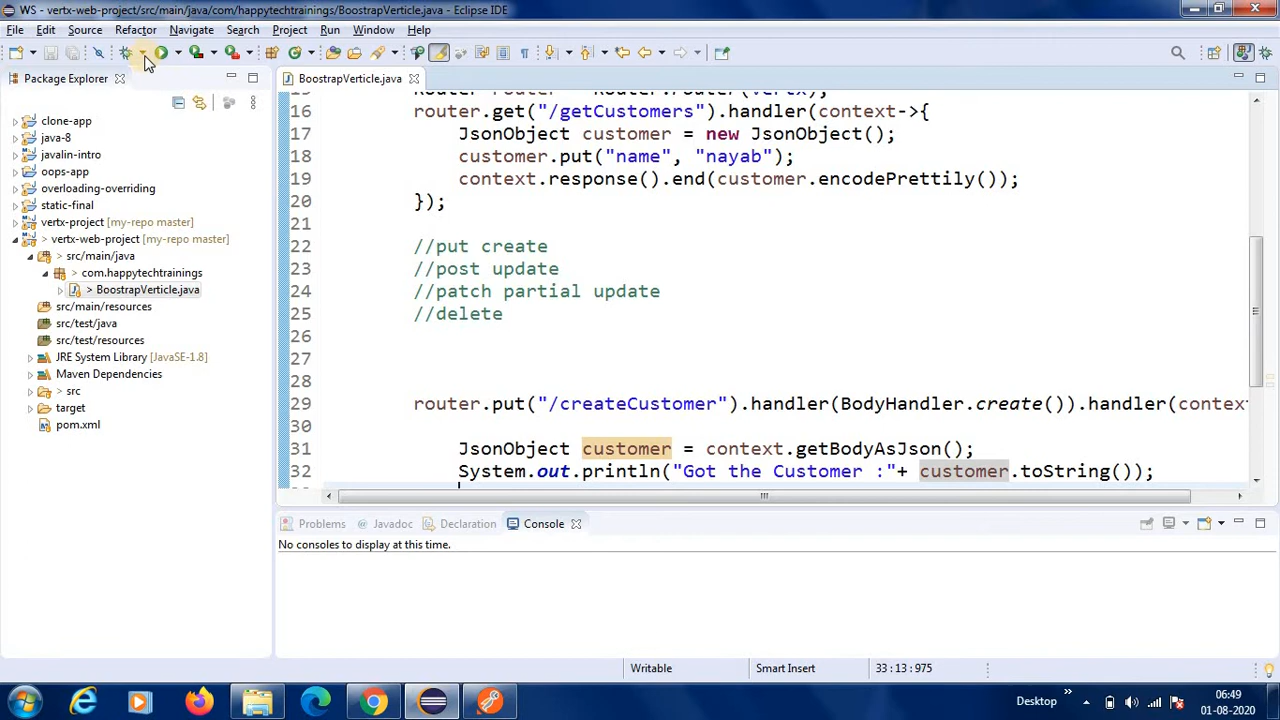 WS - vertx-web-project/src/main/java/com/happytechtrainings/BoostrapVerticle.java - Eclipse IDE
File Edit Source Refactor Navigate Search Project Run Window Help
Package Explorer
BoostrapVerticle.java
clone-app
java-8
javalin-intro
oops-app
overloading-overriding
static-final
vertx-project [my-repo master]
> vertx-web-project [my-repo master]
> src/main/java
> com.happytechtrainings
> BoostrapVerticle.java
src/main/resources
src/test/java
src/test/resources
JRE System Library [JavaSE-1.8]
Maven Dependencies
> src
target
pom.xml
16 router.get("/getCustomers").handler(context->{
17 JsonObject customer = new JsonObject();
18 customer.put("name", "nayab");
19 context.response().end(customer.encodePrettily());
20 });
21
22 //put create
23 //post update
24 //patch partial update
25 //delete
26
27
28
29 router.put("/createCustomer").handler(BodyHandler.create()).handler(contex
30
31 JsonObject customer = context.getBodyAsJson();
32 System.out.println("Got the Customer :"+ customer.toString());
Problems Javadoc Declaration Console
No consoles to display at this time.
Writable Smart Insert 33 : 13 : 975
Desktop
06:49
01-08-2020